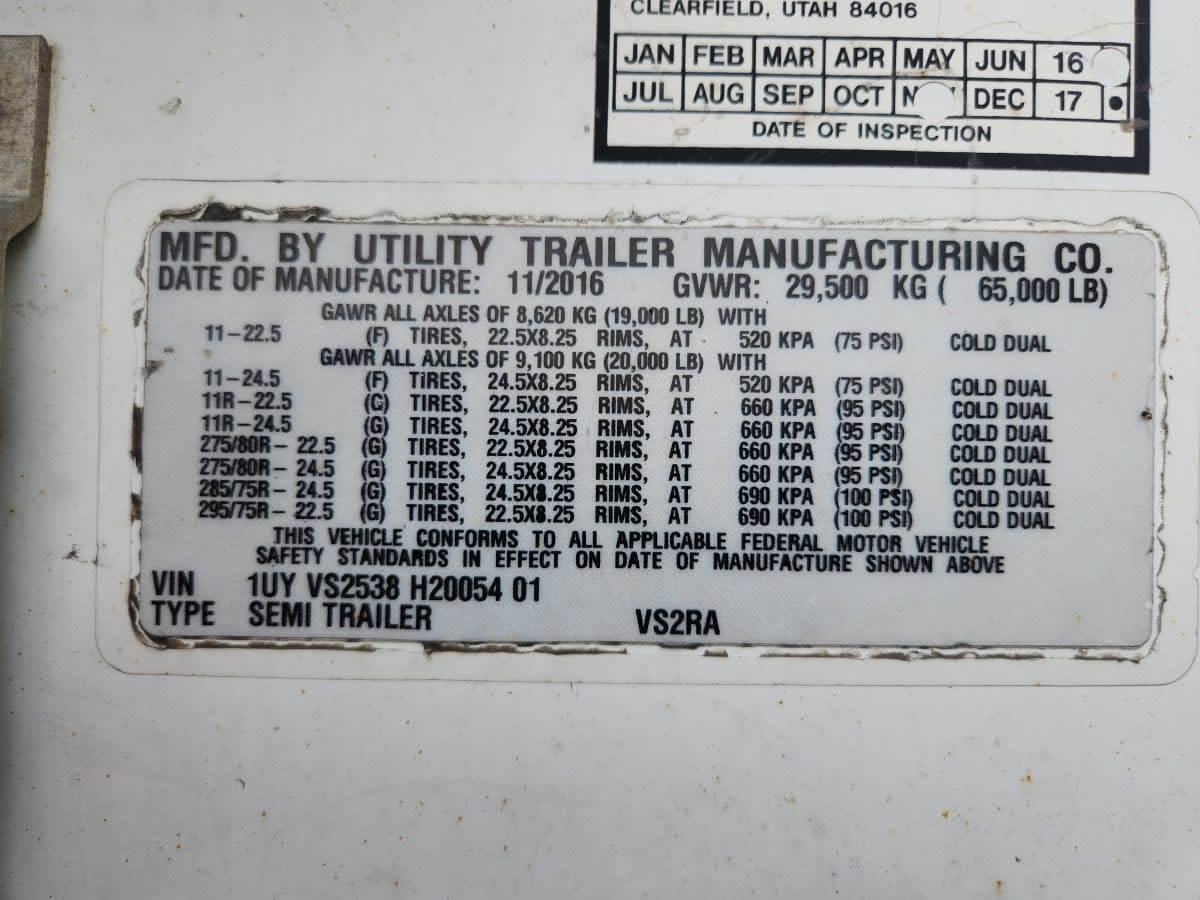 CLEARFIELD, UTAH 84016
JAN FEB MAR APR MAY JUN 16
JUL AUG SEP OCT DEC 17
DATE OF INSPECTION
MFD. BY UTILITY TRAILER MANUFACTURING CO.
DATE OF MANUFACTURE: 11/2016 GVWR: 29,500 KG ( 65,000 LB)
GAWR ALL AXLES OF 8,620 KG (19,000 LB) WITH
11-22.5 (F) TIRES, 22.5X8.25 RIMS, AT 520 KPA (75 PSI) COLD DUAL
GAWR ALL AXLES OF 9,100 KG (20,000 LB) WITH
11-24.5 (F) TIRES, 24.5X8.25 RIMS, AT 520 KPA (75 PSI) COLD DUAL
11R-22.5 (G) TIRES, 22.5X8.25 RIMS, AT 660 KPA (95 PSI) COLD DUAL
11R-24.5 (G) TIRES, 24.5X8.25 RIMS, AT 660 KPA (95 PSI) COLD DUAL
275/80R- 22.5 (G) TIRES, 22.5X8.25 RIMS, AT 660 KPA (95 PSI) COLD DUAL
275/80R- 24.5 (G) TIRES, 24.5X8.25 RIMS, AT 660 KPA (95 PSI) COLD DUAL
285/75R- 24.5 (G) TIRES, 24.5X8.25 RIMS, AT 690 KPA (100 PSI) COLD DUAL
295/75R- 22.5 (G) TIRES, 22.5X8.25 RIMS, AT 690 KPA (100 PSI) COLD DUAL
THIS VEHICLE CONFORMS TO ALL APPLICABLE FEDERAL MOTOR VEHICLE
SAFETY STANDARDS IN EFFECT ON DATE OF MANUFACTURE SHOWN ABOVE
VIN 1UY VS2538 H20054 01
TYPE SEMI TRAILER VS2RA